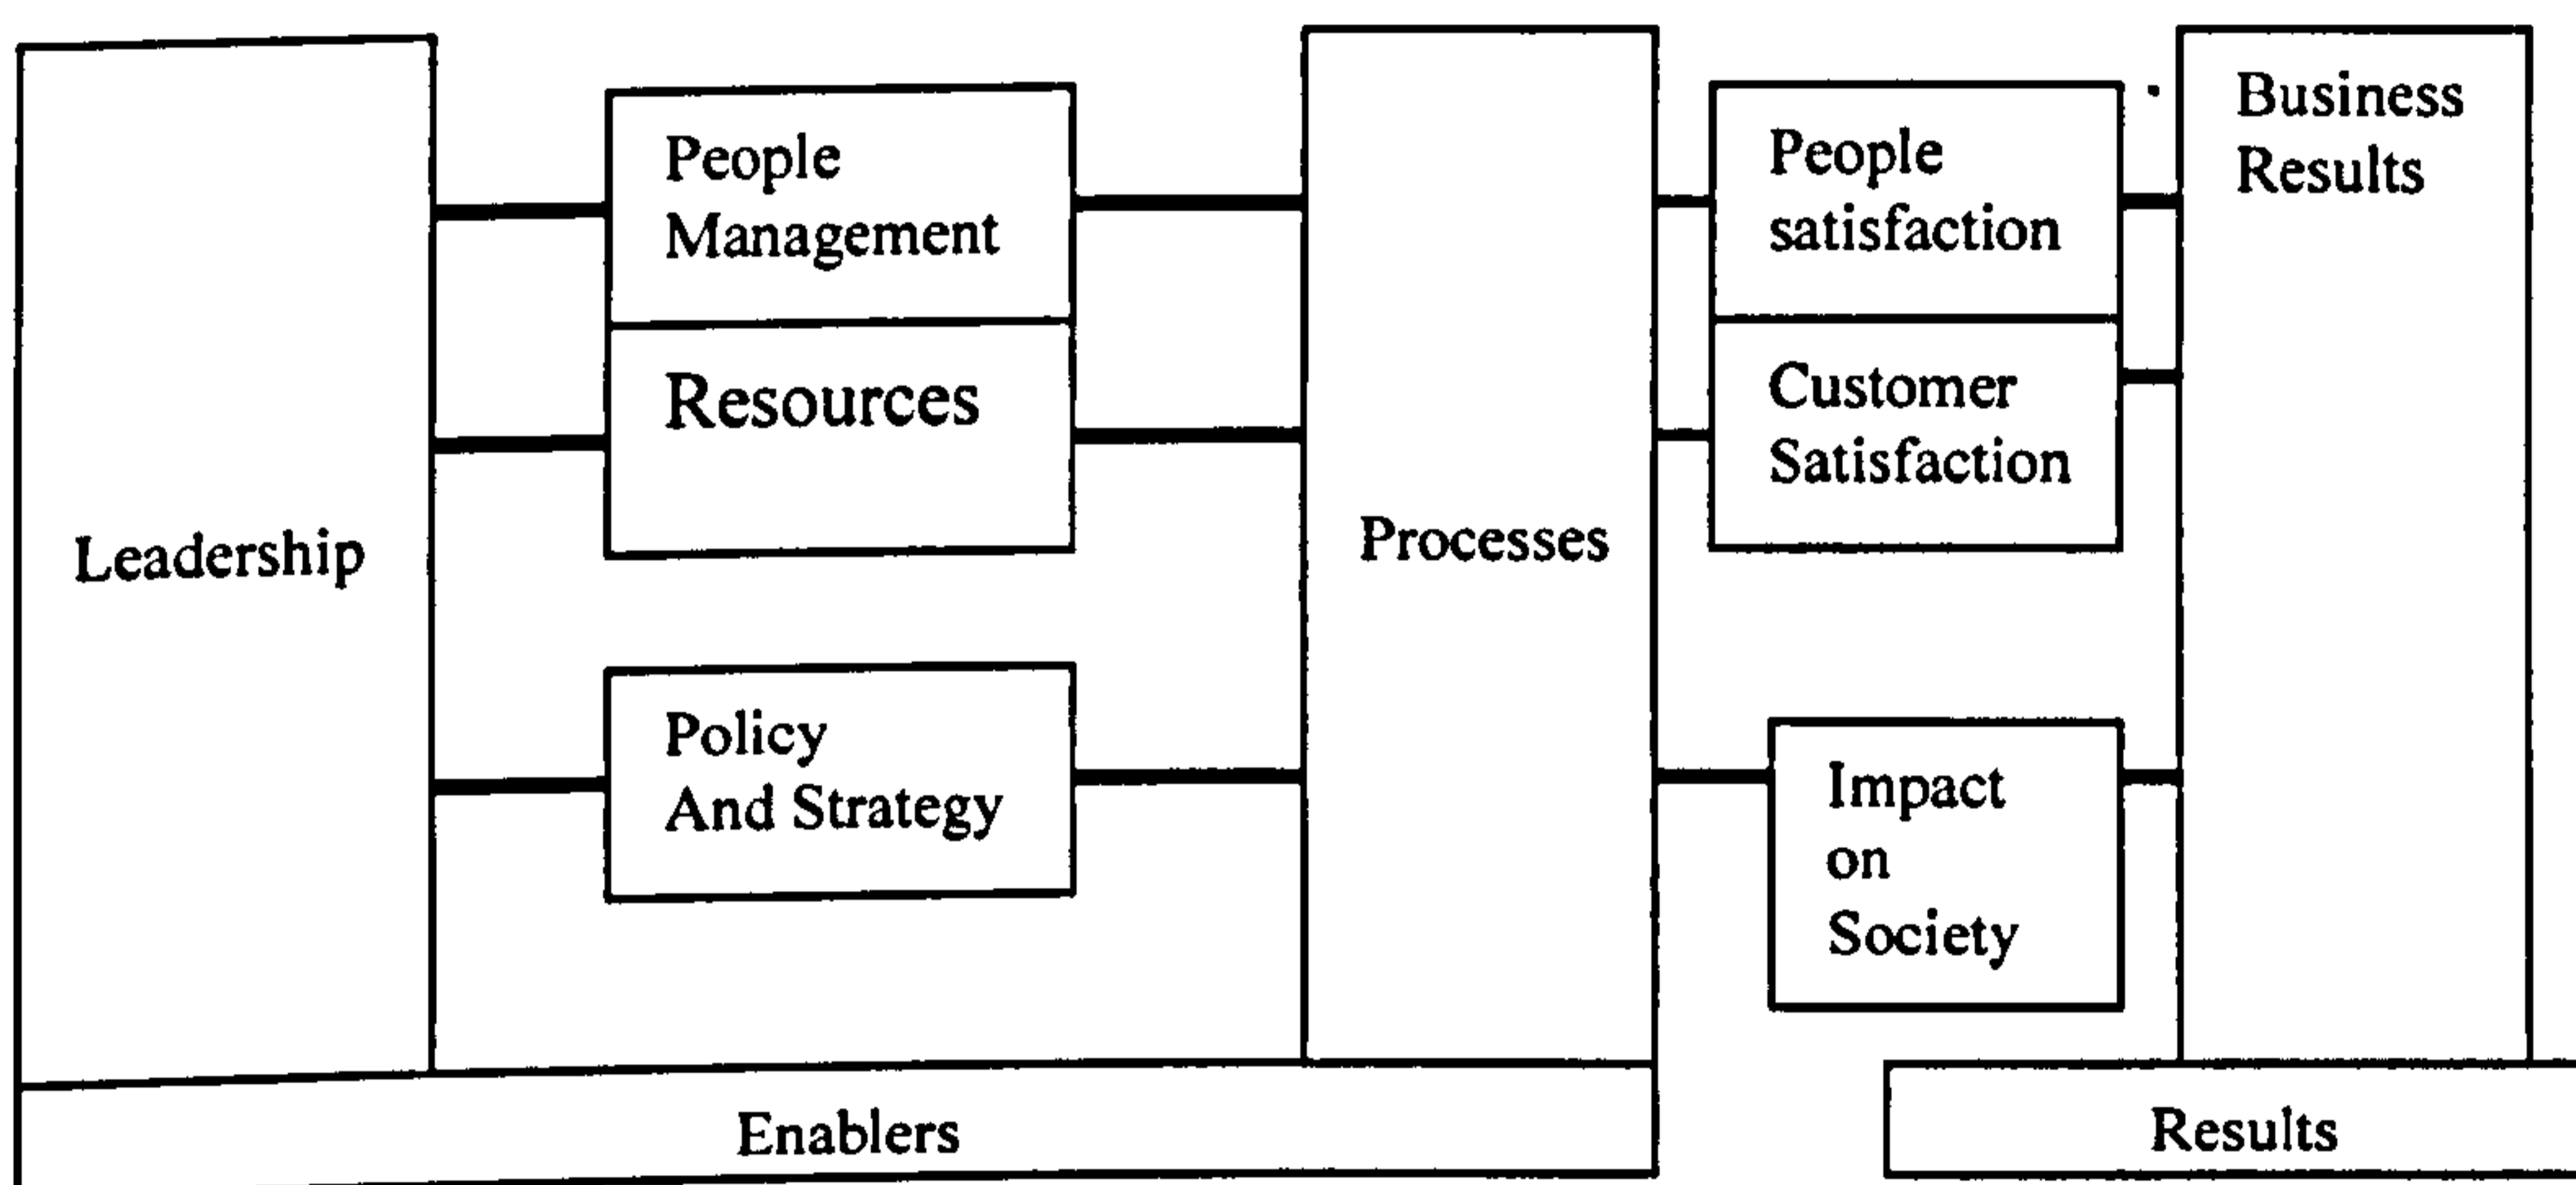 Leadership
People
Management
Resources
Policy
And Strategy
Processes
People
satisfaction
Customer
Satisfaction
Impact
on
Society
Business
Results
Enablers
Results